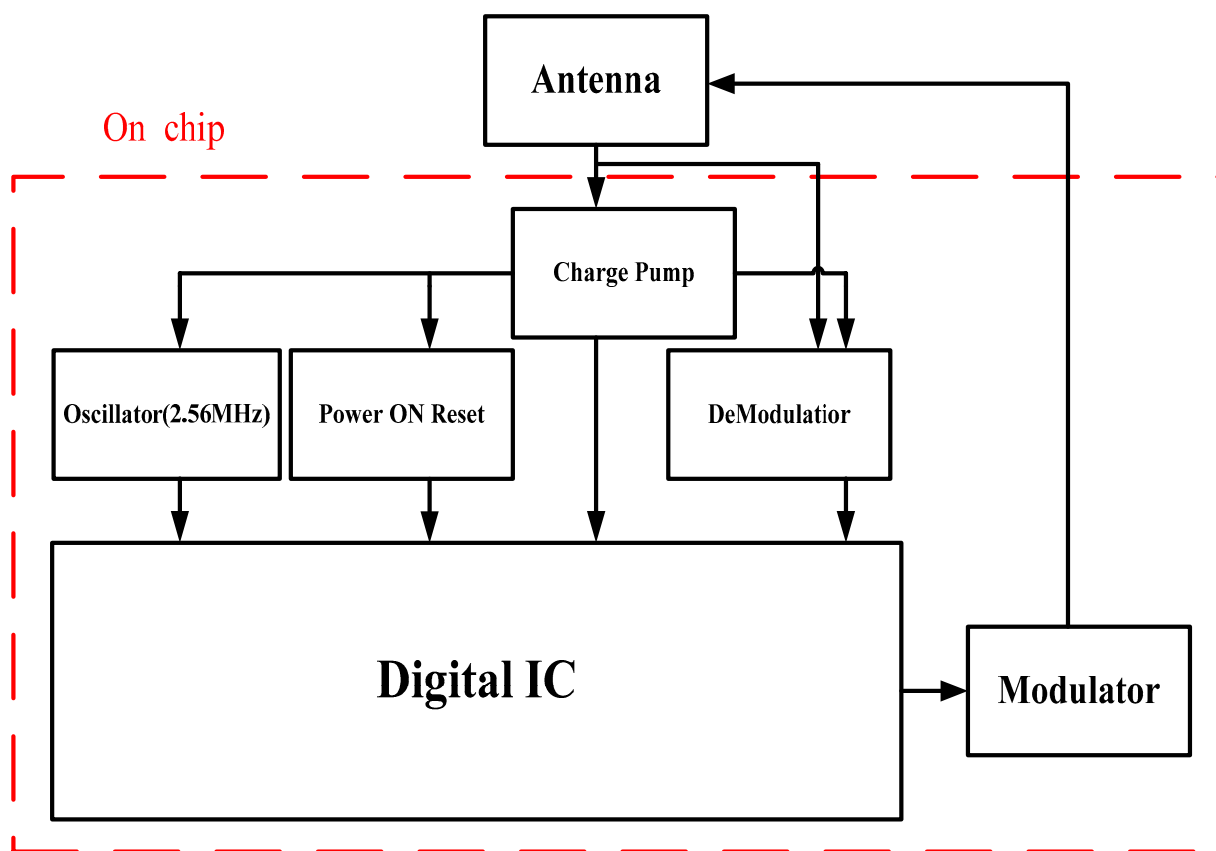 Antenna
On chip
Charge Pump
Oscillator(2.56MHz)
Power ON Reset
DeModulatior
Digital IC
Modulator